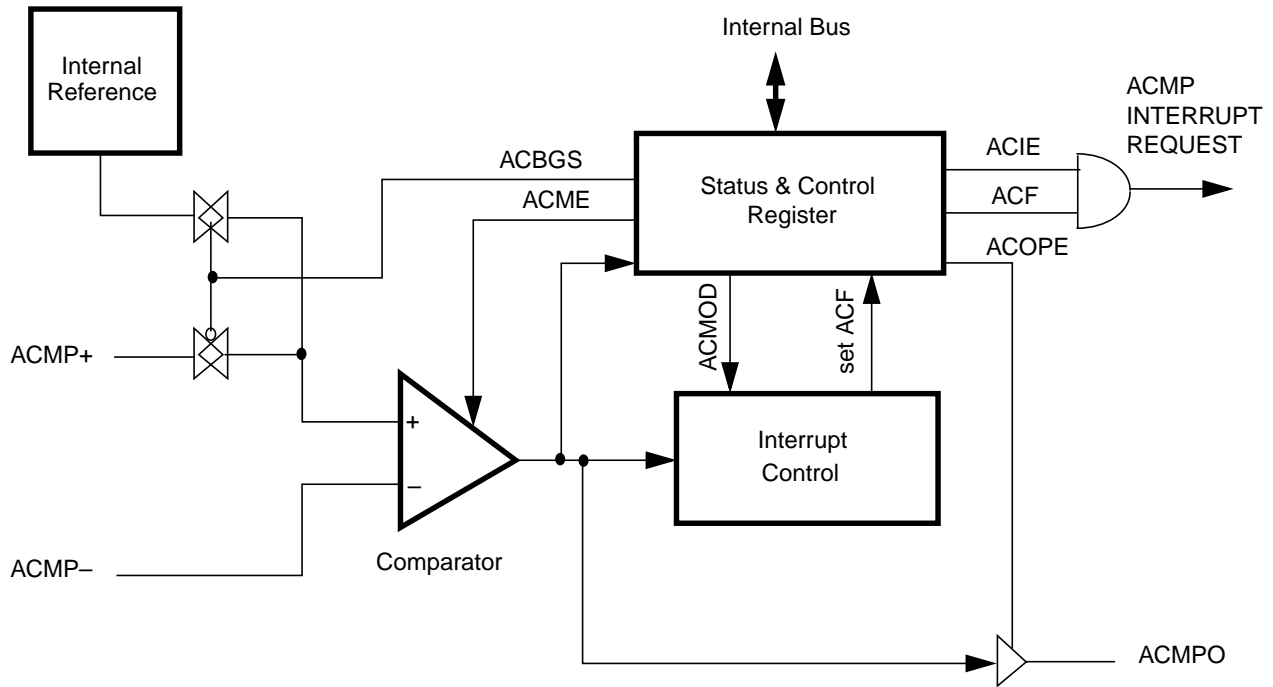 Internal Bus
Internal
Reference
ACMP
INTERRUPT
REQUEST
ACBGS
ACME
Status & Control
Register
ACIE
ACF
ACOPE
ACMOD
set ACF
ACMP+
+
–
Interrupt
Control
Comparator
ACMP–
ACMPO